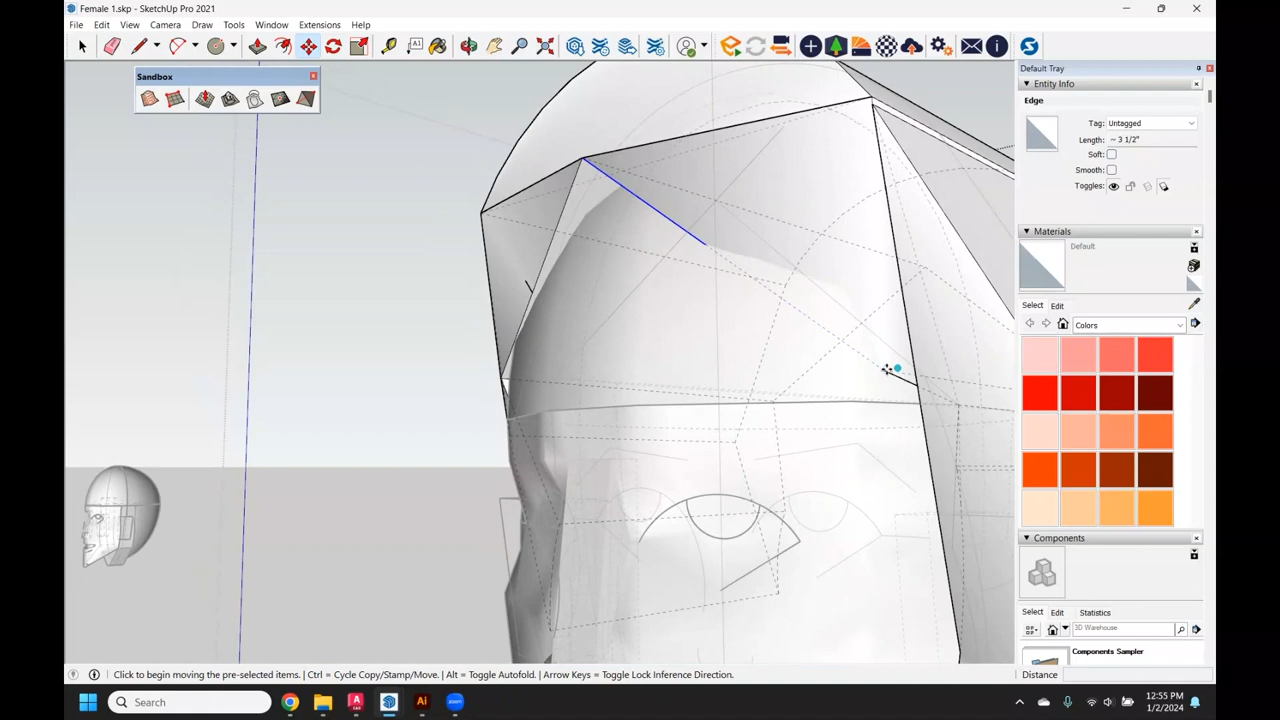 Female 1.skp - SketchUp Pro 2021
File Edit View Camera Draw Tools Window Extensions Help
Sandbox
Default Tray
Entity Info
Edge
Tag: Untagged
Length: ~ 3 1/2"
Soft:
Smooth:
Toggles:
Materials
Default
Select Edit
Colors
Components
Select Edit Statistics
3D Warehouse
Components Sampler
Click to begin moving the pre-selected items. | Ctrl = Cycle Copy/Stamp/Move. | Alt = Toggle Autofold. | Arrow Keys = Toggle Lock Inference Direction.
Distance
Search
Ai
zoom
12:55 PM
1/2/2024